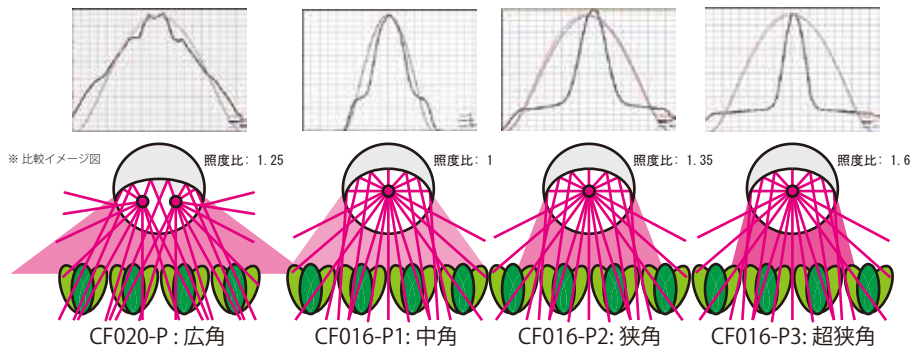 ※ 比較イメージ図
照度比：1.25
照度比：1
照度比：1.35
照度比：1.6
CF020-P : 広角
CF016-P1: 中角
CF016-P2: 狭角
CF016-P3: 超狭角